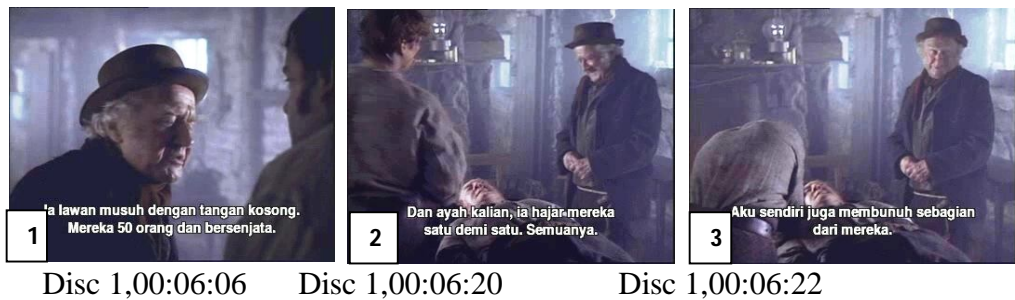 Ia lawan musuh dengan tangan kosong.
Mereka 50 orang dan bersenjata.
1
Dan ayah kalian, ia hajar mereka
satu demi satu. Semuanya.
2
Aku sendiri juga membunuh sebagian
dari mereka.
3
Disc 1,00:06:06
Disc 1,00:06:20
Disc 1,00:06:22